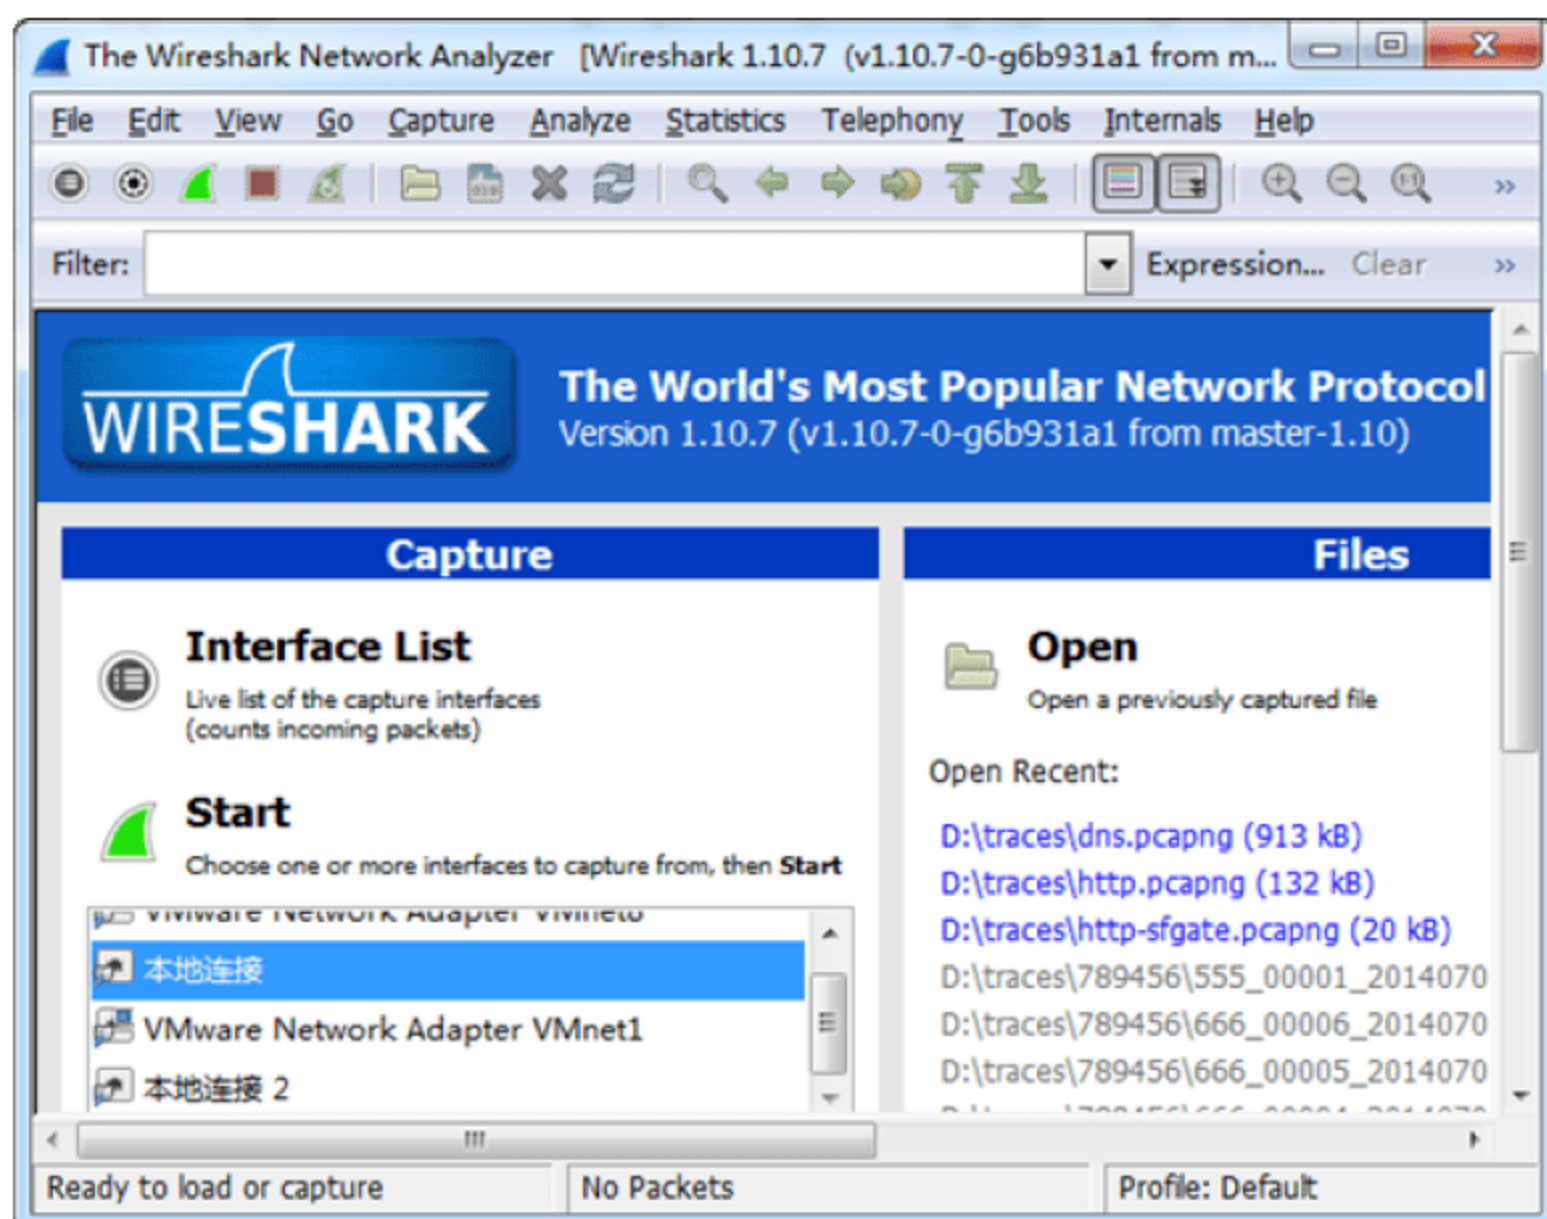 The Wireshark Network Analyzer [Wireshark 1.10.7 (v1.10.7-0-g6b931a1 from m...
File Edit View Go Capture Analyze Statistics Telephony Tools Internals Help
Filter: Expression... Clear
WIRESHARK
The World's Most Popular Network Protocol
Version 1.10.7 (v1.10.7-0-g6b931a1 from master-1.10)
Capture
Interface List
Live list of the capture interfaces
(counts incoming packets)
Start
Choose one or more interfaces to capture from, then Start
VMware Network Adapter VMnet8
本地连接
VMware Network Adapter VMnet1
本地连接 2
Files
Open
Open a previously captured file
Open Recent:
D:\traces\dns.pcapng (913 kB)
D:\traces\http.pcapng (132 kB)
D:\traces\http-sfgate.pcapng (20 kB)
D:\traces\789456\555_00001_2014070
D:\traces\789456\666_00006_2014070
D:\traces\789456\666_00005_2014070
Ready to load or capture
No Packets
Profile: Default